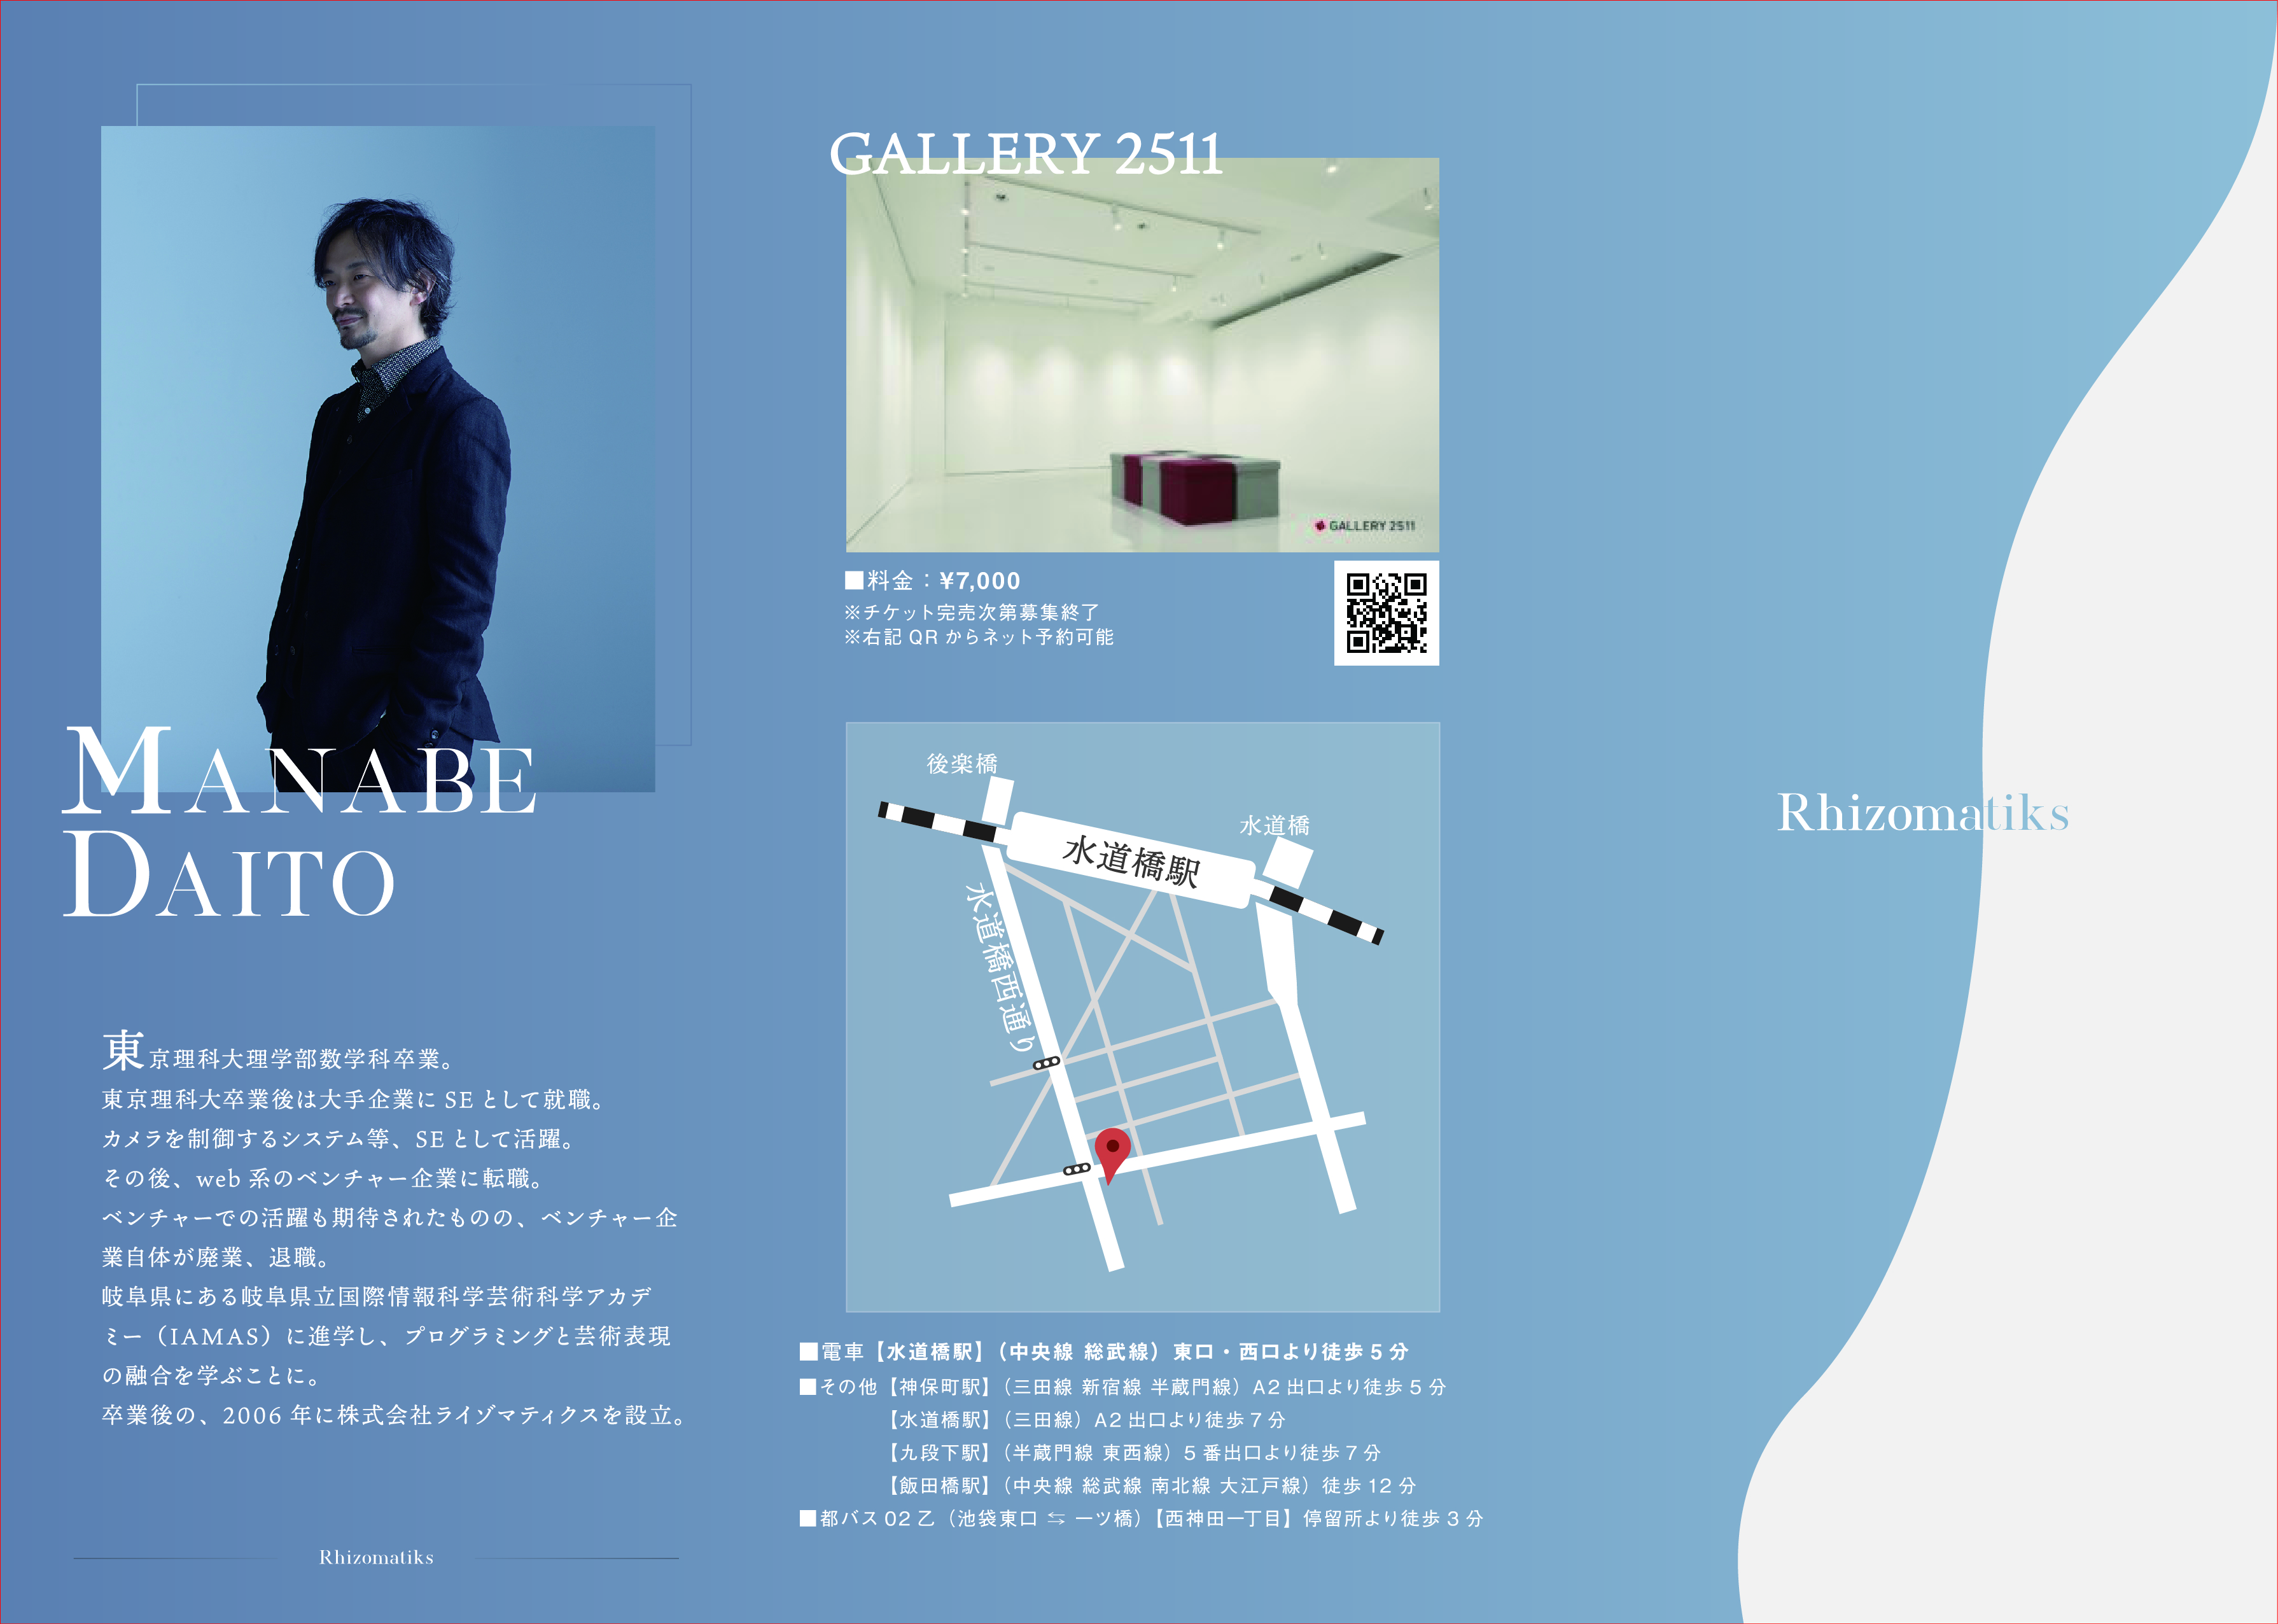 MANABE
DAITO
東京理科大理学部数学科卒業。
東京理科大卒業後は大手企業に SE として就職。
カメラを制御するシステム等、SE として活躍。
その後、web 系のベンチャー企業に転職。
ベンチャーでの活躍も期待されたものの、ベンチャー企
業自体が廃業、退職。
岐阜県にある岐阜県立国際情報科学芸術科学アカデ
ミー（IAMAS）に進学し、プログラミングと芸術表現
の融合を学ぶことに。
卒業後の、2006 年に株式会社ライゾマティクスを設立。
Rhizomatiks
GALLERY 2511
GALLERY 2511
■料金：¥7,000
※チケット完売次第募集終了
※右記 QR からネット予約可能
後楽橋
水道橋
水道橋駅
水道橋西通り
■電車【水道橋駅】（中央線 総武線）東口・西口より徒歩 5 分
■その他【神保町駅】（三田線 新宿線 半蔵門線）A2 出口より徒歩 5 分
【水道橋駅】（三田線）A2 出口より徒歩 7 分
【九段下駅】（半蔵門線 東西線）5 番出口より徒歩 7 分
【飯田橋駅】（中央線 総武線 南北線 大江戸線）徒歩 12 分
■都バス 02 乙（池袋東口 ⇆ 一ツ橋）【西神田一丁目】停留所より徒歩 3 分
Rhizomatiks